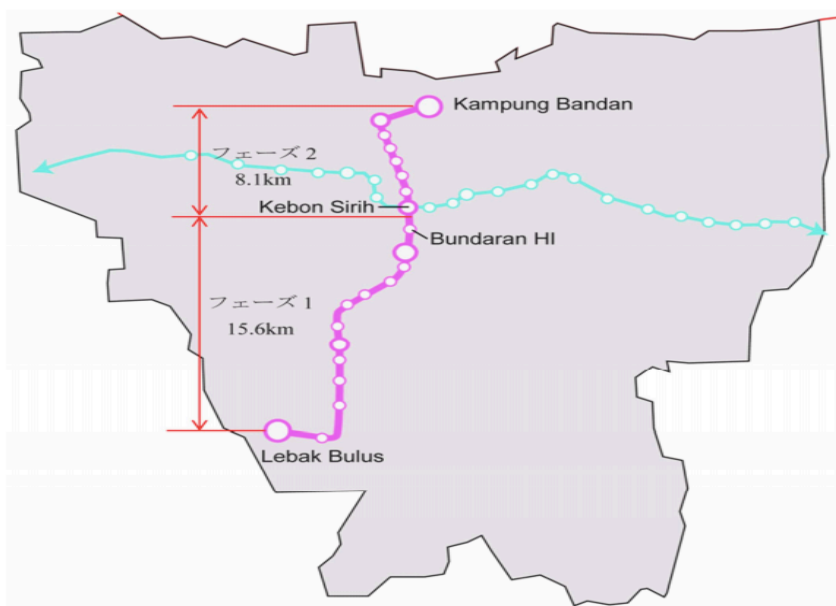 Kampung Bandan
フェーズ 2
8.1km
Kebon Sirih
Bundaran HI
フェーズ 1
15.6km
Lebak Bulus